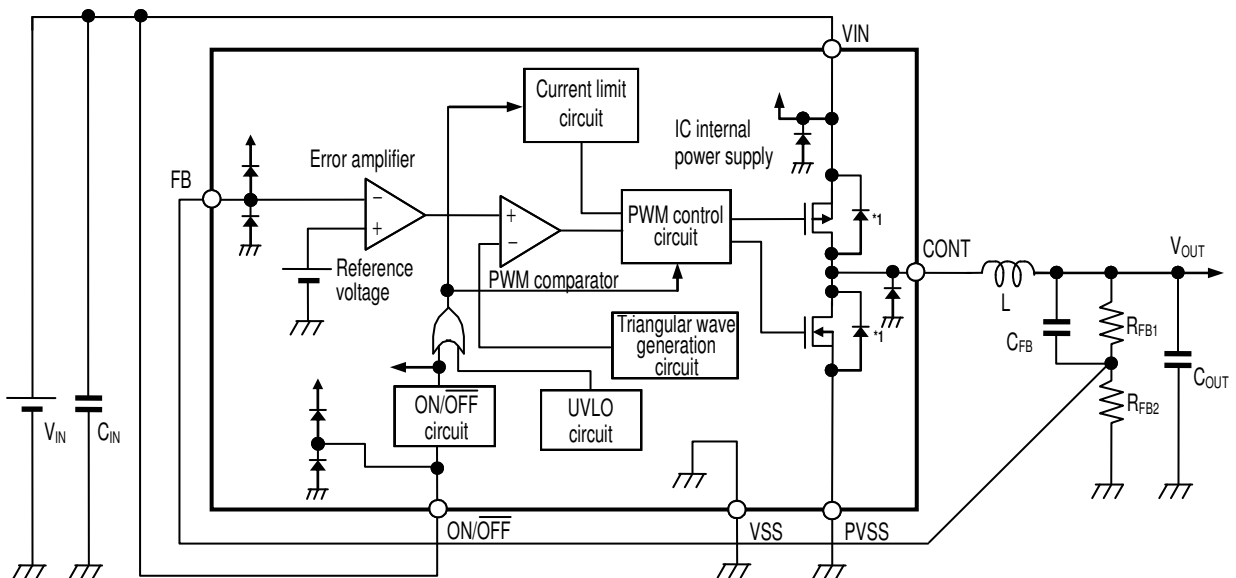 VIN
Current limit
circuit
IC internal
power supply
Error amplifier
FB
−
+
+
−
PWM control
circuit
*1
CONT
VOUT
Reference
voltage
PWM comparator
L
RFB1
CFB
Triangular wave
generation
circuit
*1
COUT
ON/OFF
circuit
UVLO
circuit
RFB2
VIN
CIN
ON/OFF
VSS
PVSS